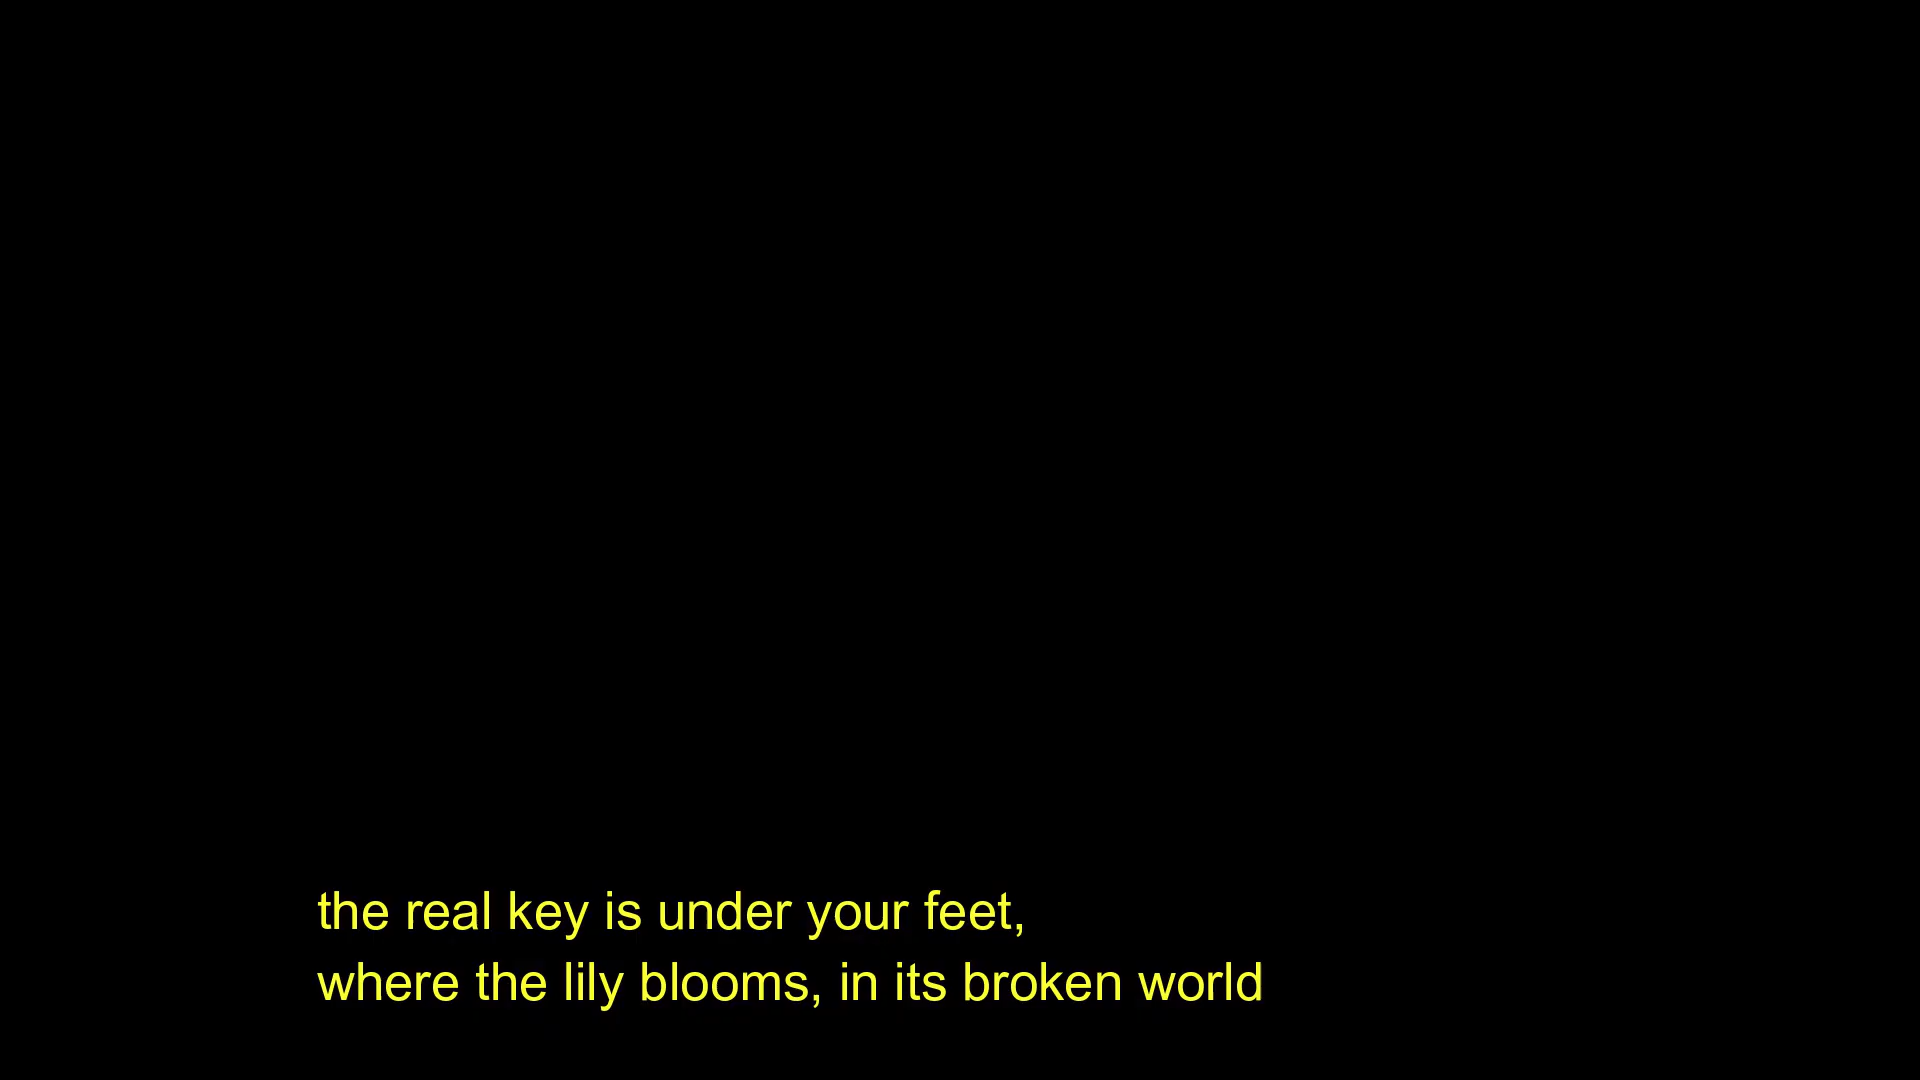 the real key is under your feet,
where the lily blooms, in its broken world